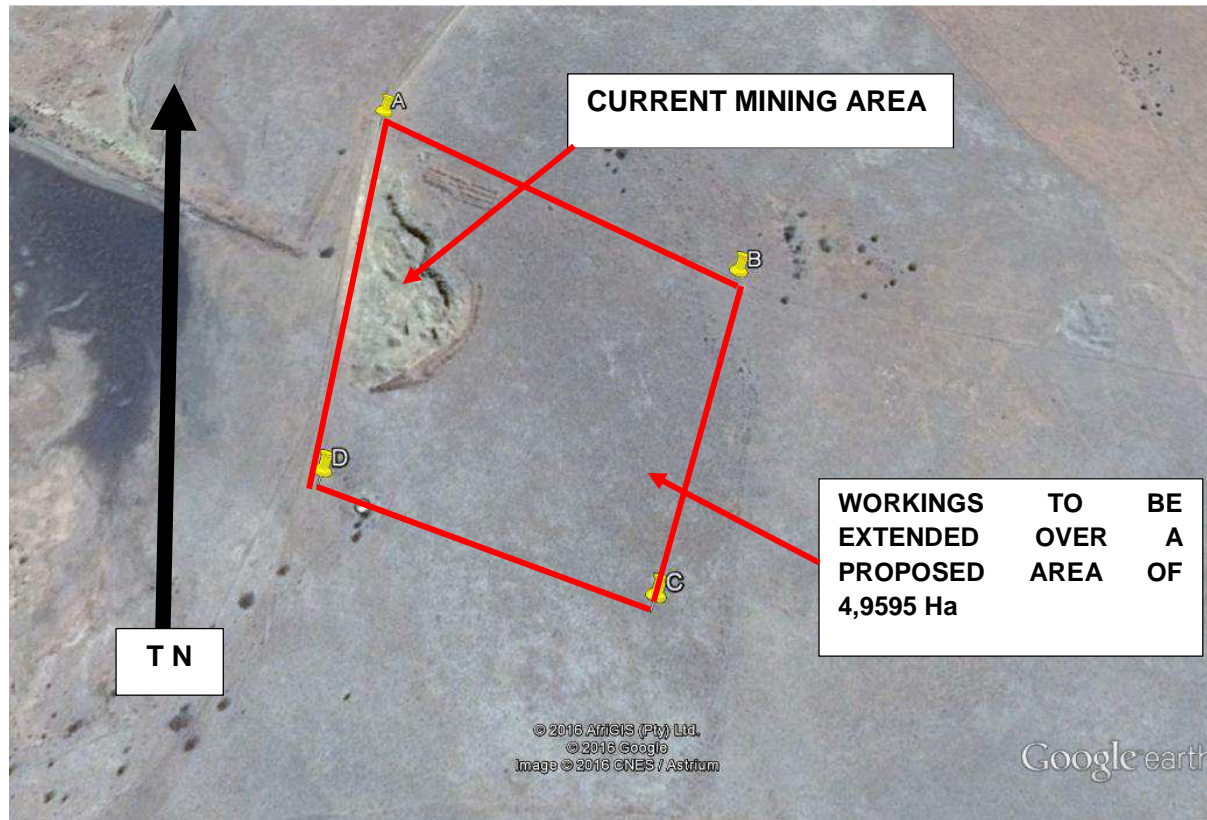 A
CURRENT MINING AREA
B
D
WORKINGS TO BE
EXTENDED OVER A
PROPOSED AREA OF
4,9595 Ha
C
T N
© 2016 AfriGIS (Pty) Ltd.
© 2016 Google
Image © 2016 CNES / Astrium
Google earth